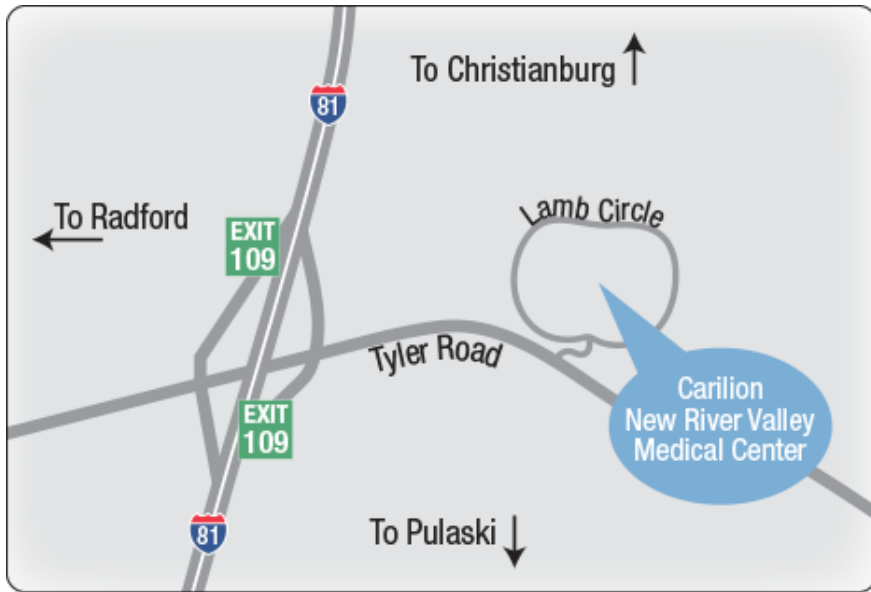 To Christianburg
81
Lamb Circle
To Radford
EXIT
109
Tyler Road
Carilion
New River Valley
Medical Center
EXIT
109
To Pulaski
81